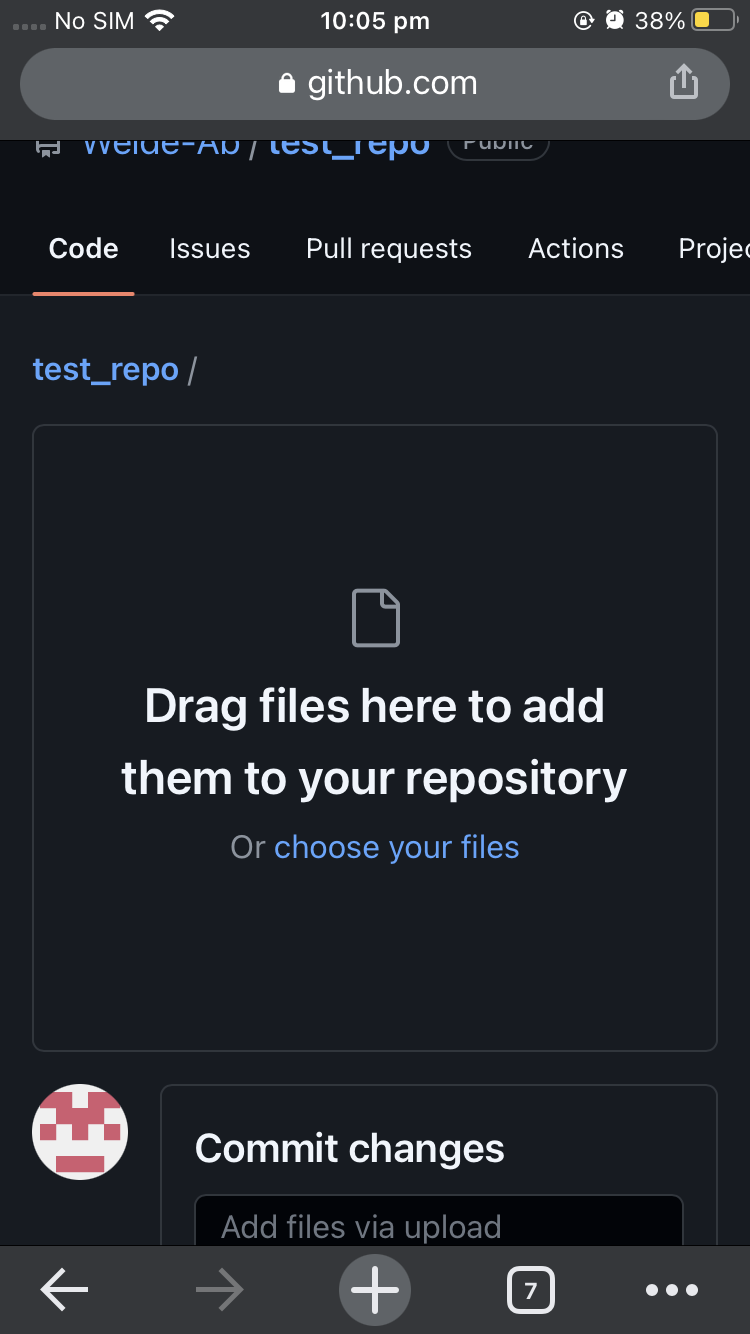 No SIM 10:05 pm 38%
github.com
Welde-Ab / test_repo Public
Code Issues Pull requests Actions Projec
test_repo /
Drag files here to add
them to your repository
Or choose your files
Commit changes
Add files via upload
7